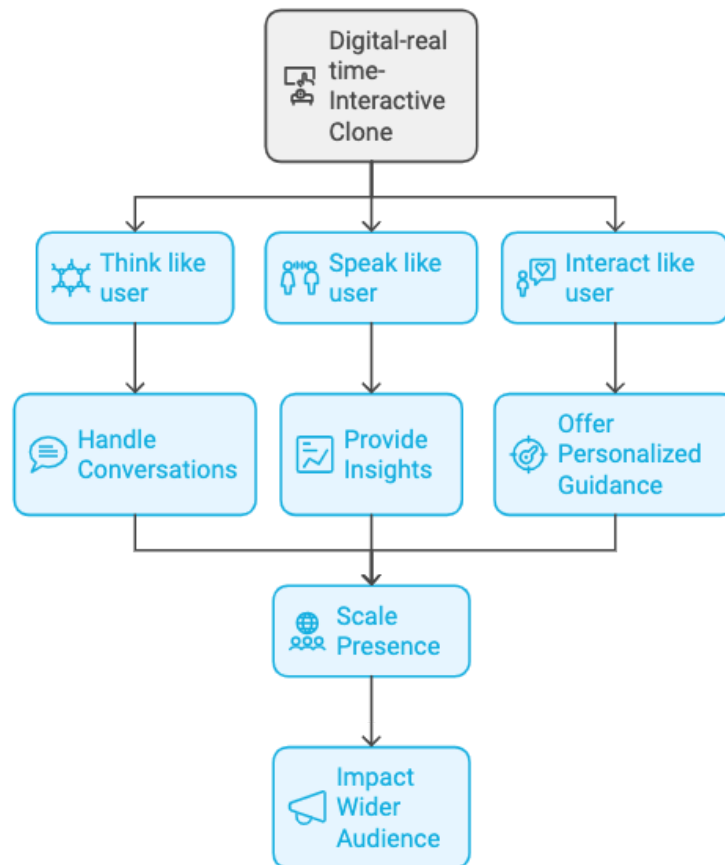 Digital-real
time-
Interactive
Clone
Think like
user
Speak like
user
Interact like
user
Handle
Conversations
Provide
Insights
Offer
Personalized
Guidance
Scale
Presence
Impact
Wider
Audience